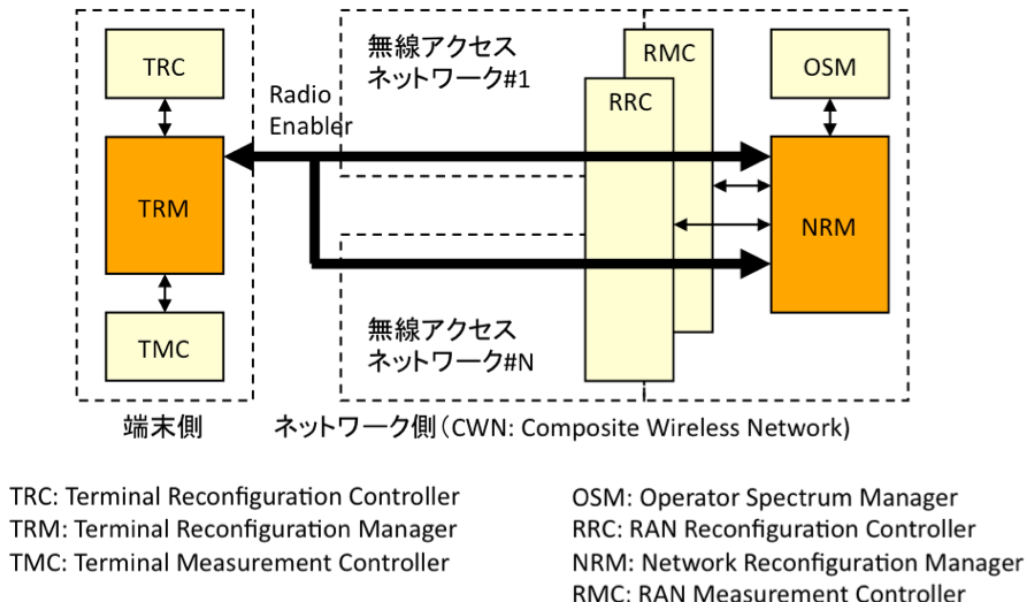 TRC
TRM
TMC
Radio
Enabler
無線アクセス
ネットワーク#1
無線アクセス
ネットワーク#N
RMC
RRC
OSM
NRM
端末側
ネットワーク側(CWN: Composite Wireless Network)
TRC: Terminal Reconfiguration Controller
TRM: Terminal Reconfiguration Manager
TMC: Terminal Measurement Controller
OSM: Operator Spectrum Manager
RRC: RAN Reconfiguration Controller
NRM: Network Reconfiguration Manager
RMC: RAN Measurement Controller